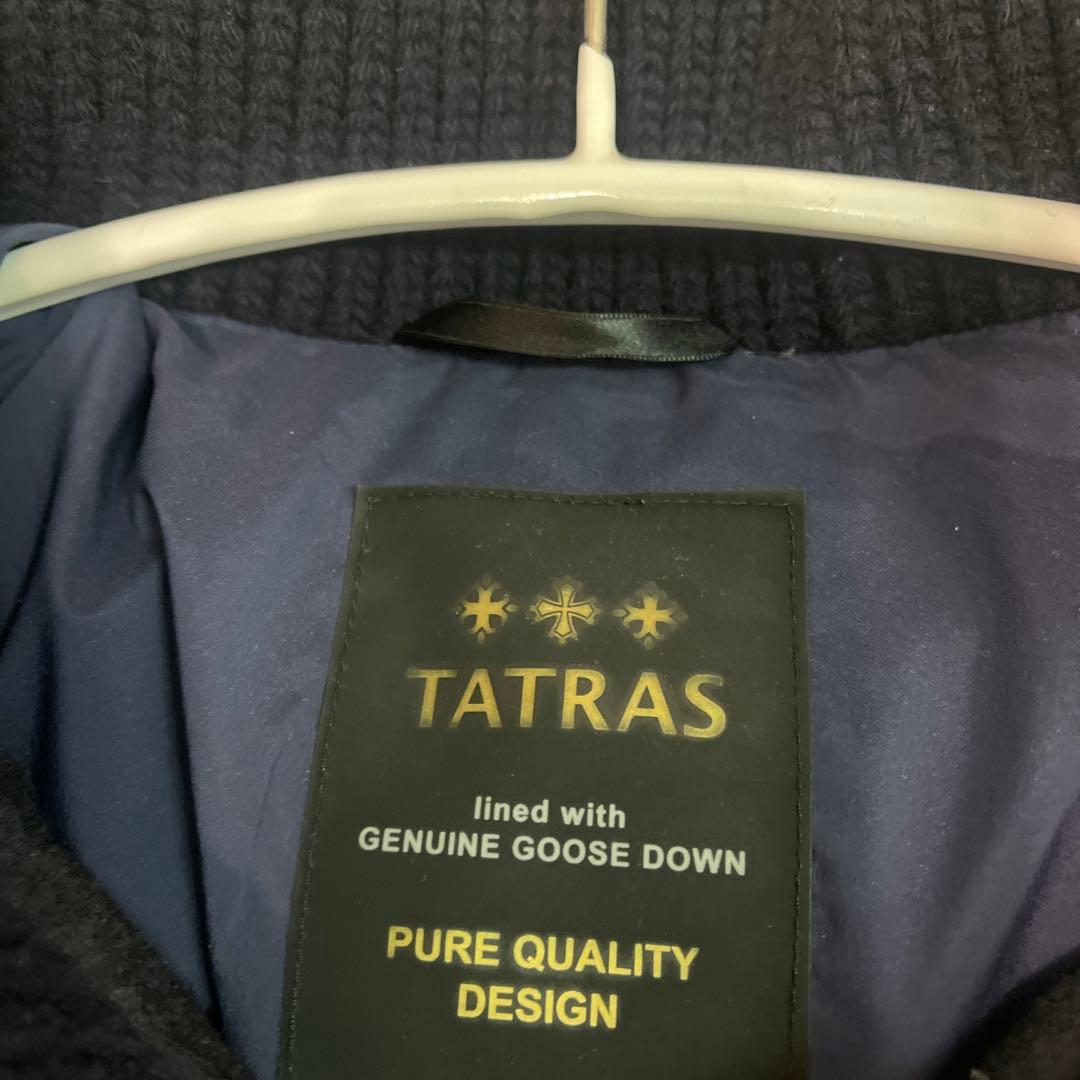 TATRAS
lined with
GENUINE GOOSE DOWN
PURE QUALITY
DESIGN